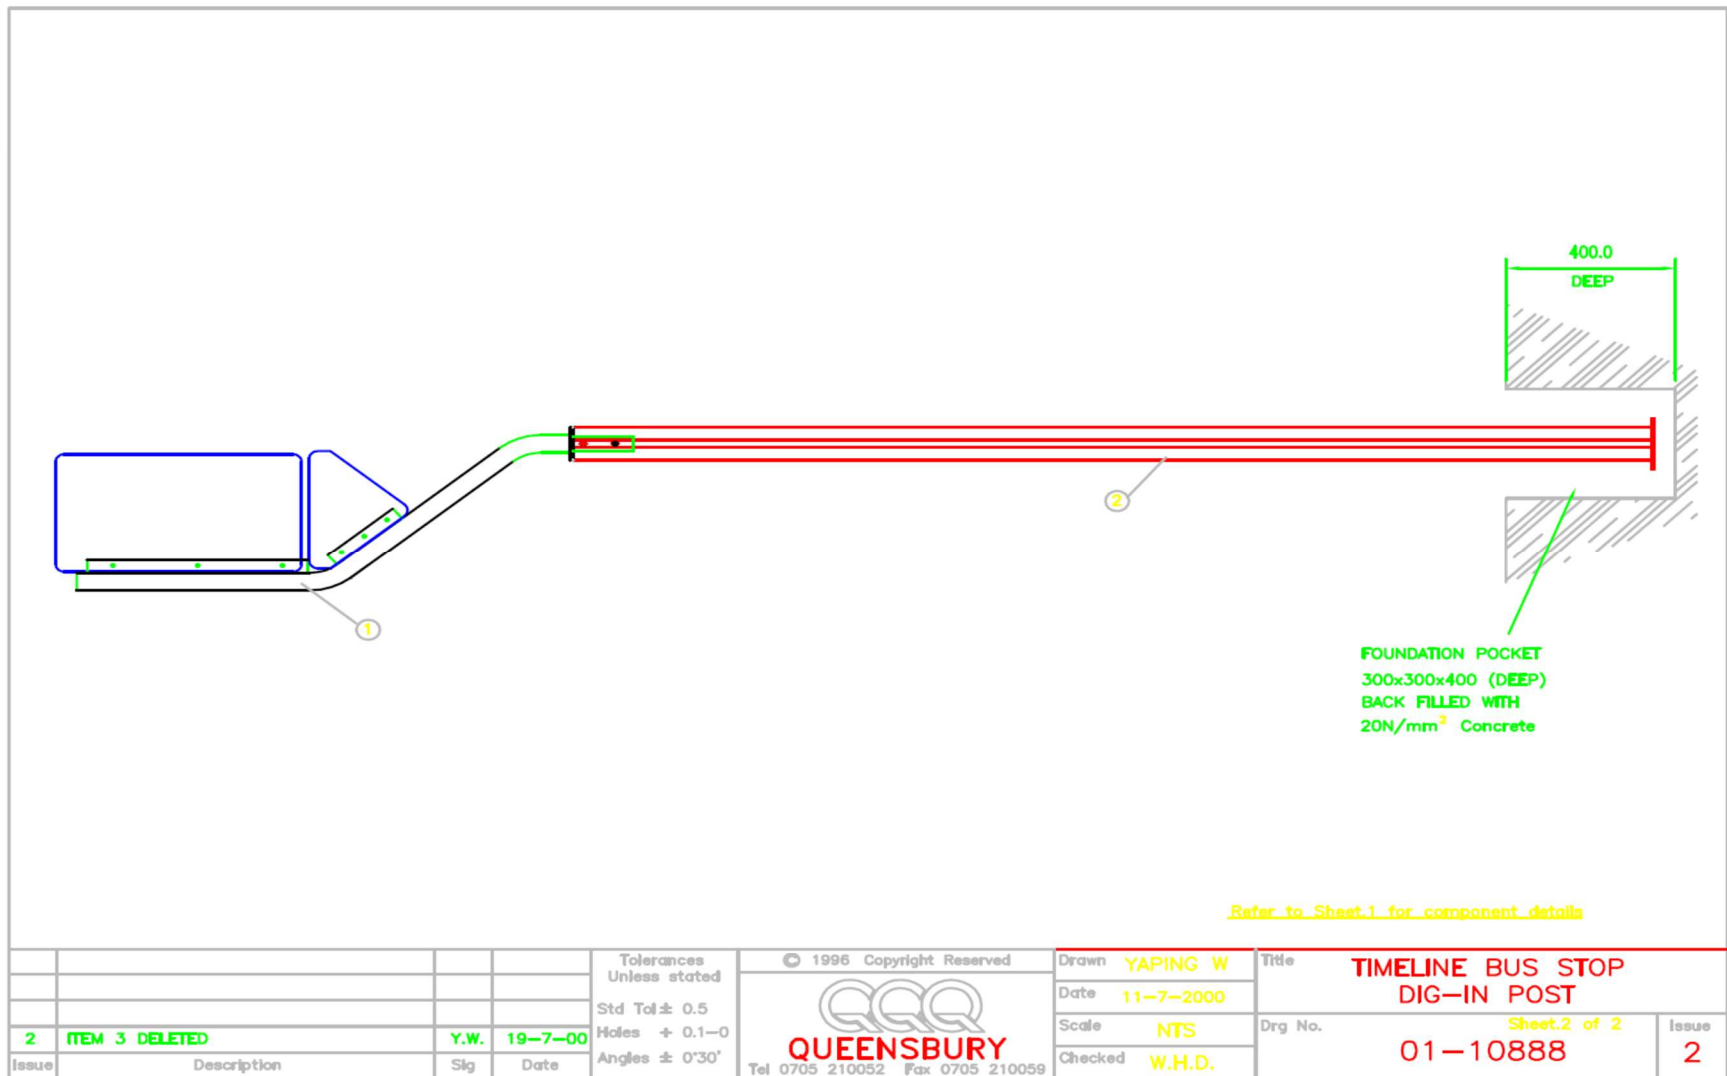 400.0
DEEP
2
1
FOUNDATION POCKET
300x300x400 (DEEP)
BACK FILLED WITH
20N/mm² Concrete
Refer to Sheet.1 for component details
2 ITEM 3 DELETED Y.W. 19-7-00
Issue Description Sig Date
Tolerances
Unless stated
Std Tol ± 0.5
Holes + 0.1-0
Angles ± 0°30'
© 1996 Copyright Reserved
QQQ
QUEENSBURY
Tel 0705 210052 Fax 0705 210059
Drawn YAPING W
Date 11-7-2000
Scale NTS
Checked W.H.D.
Title TIMELINE BUS STOP
DIG-IN POST
Drg No. Sheet.2 of 2
01-10888
Issue
2